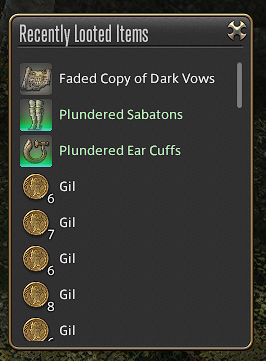 Recently Looted Items
Faded Copy of Dark Vows
Plundered Sabatons
Plundered Ear Cuffs
Gil
6
Gil
7
Gil
6
Gil
8
Gil